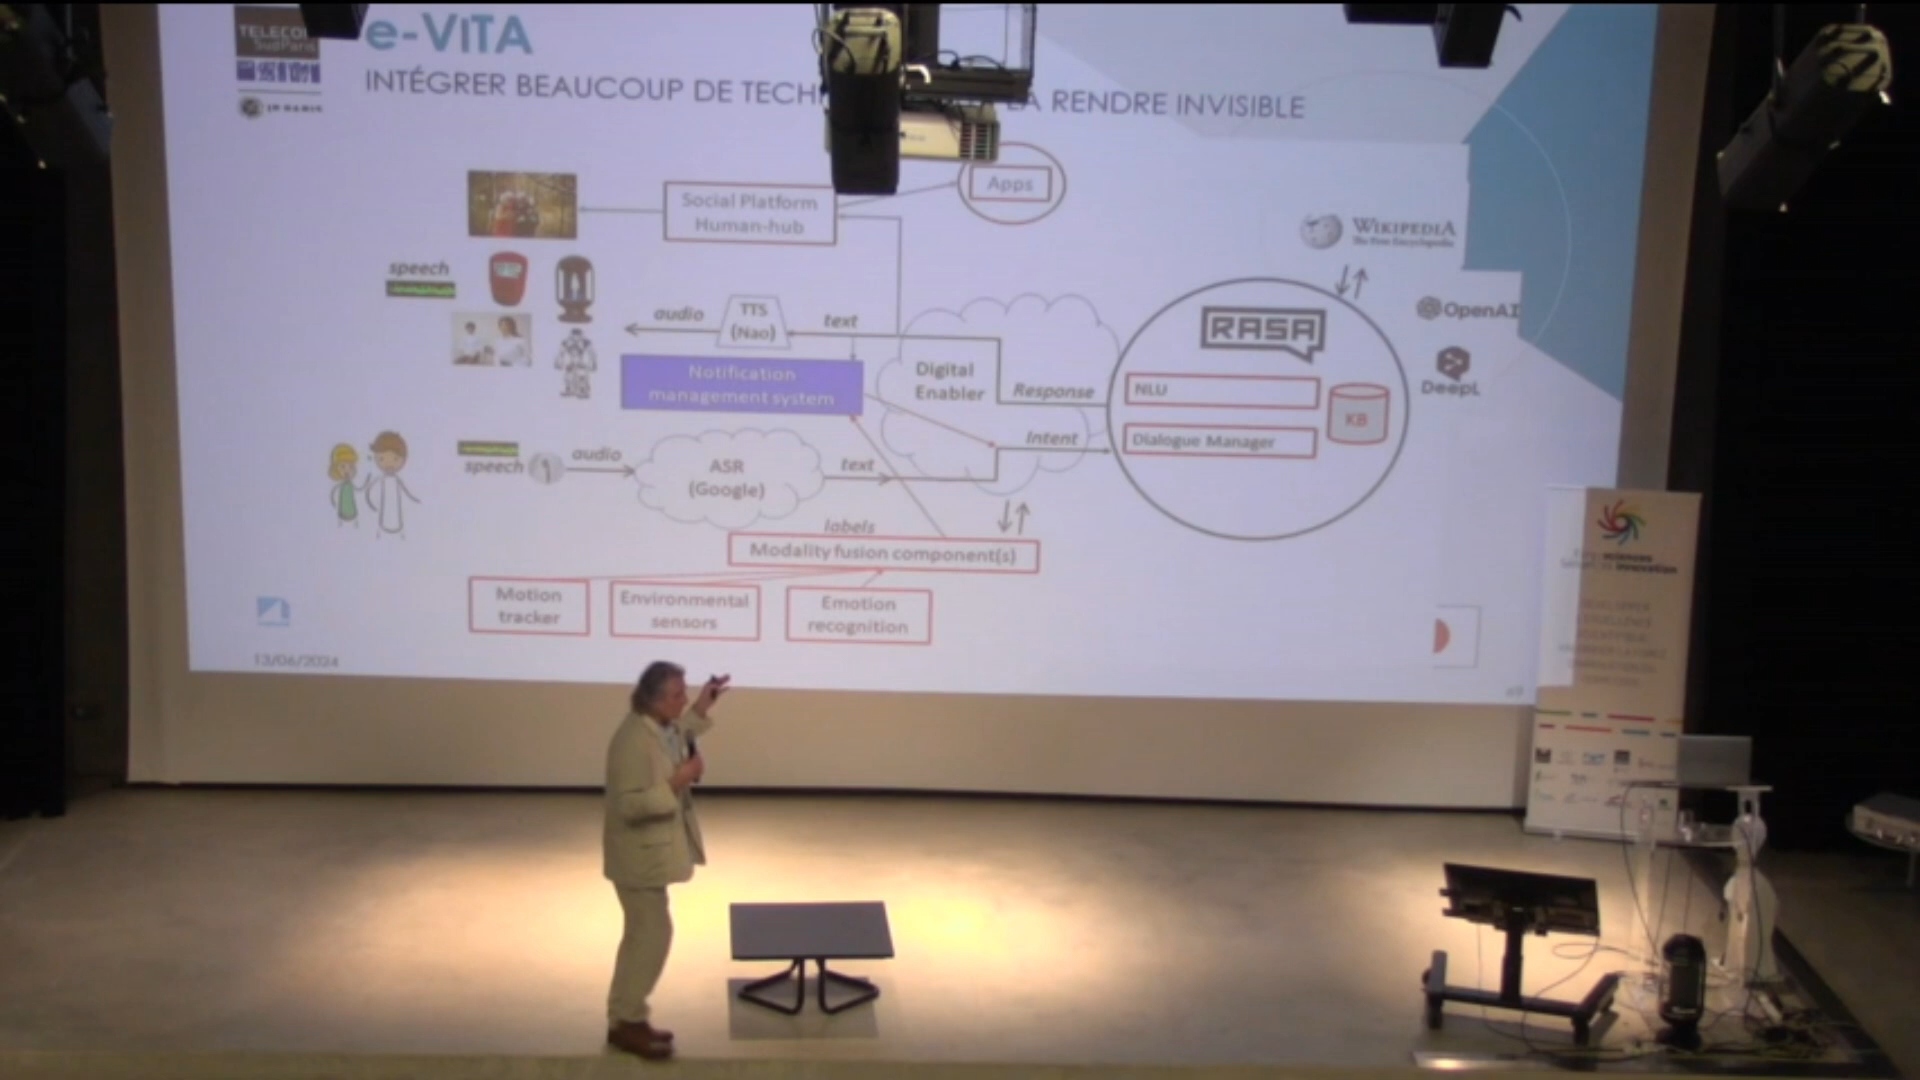 TELECOM
SudParis
IP PARIS
e-VITA
INTÉGRER BEAUCOUP DE TECH LA RENDRE INVISIBLE
Social Platform
Human-hub
Apps
WIKIPEDIA
The Free Encyclopedia
speech
audio
TTS
(Nao)
text
RASA
OpenAI
DeepL
Notification
management system
Digital
Enabler
Response
NLU
KB
Intent
Dialogue Manager
speech
audio
ASR
(Google)
text
labels
Modality fusion component(s)
Motion
tracker
Environmental
sensors
Emotion
recognition
13/06/2024